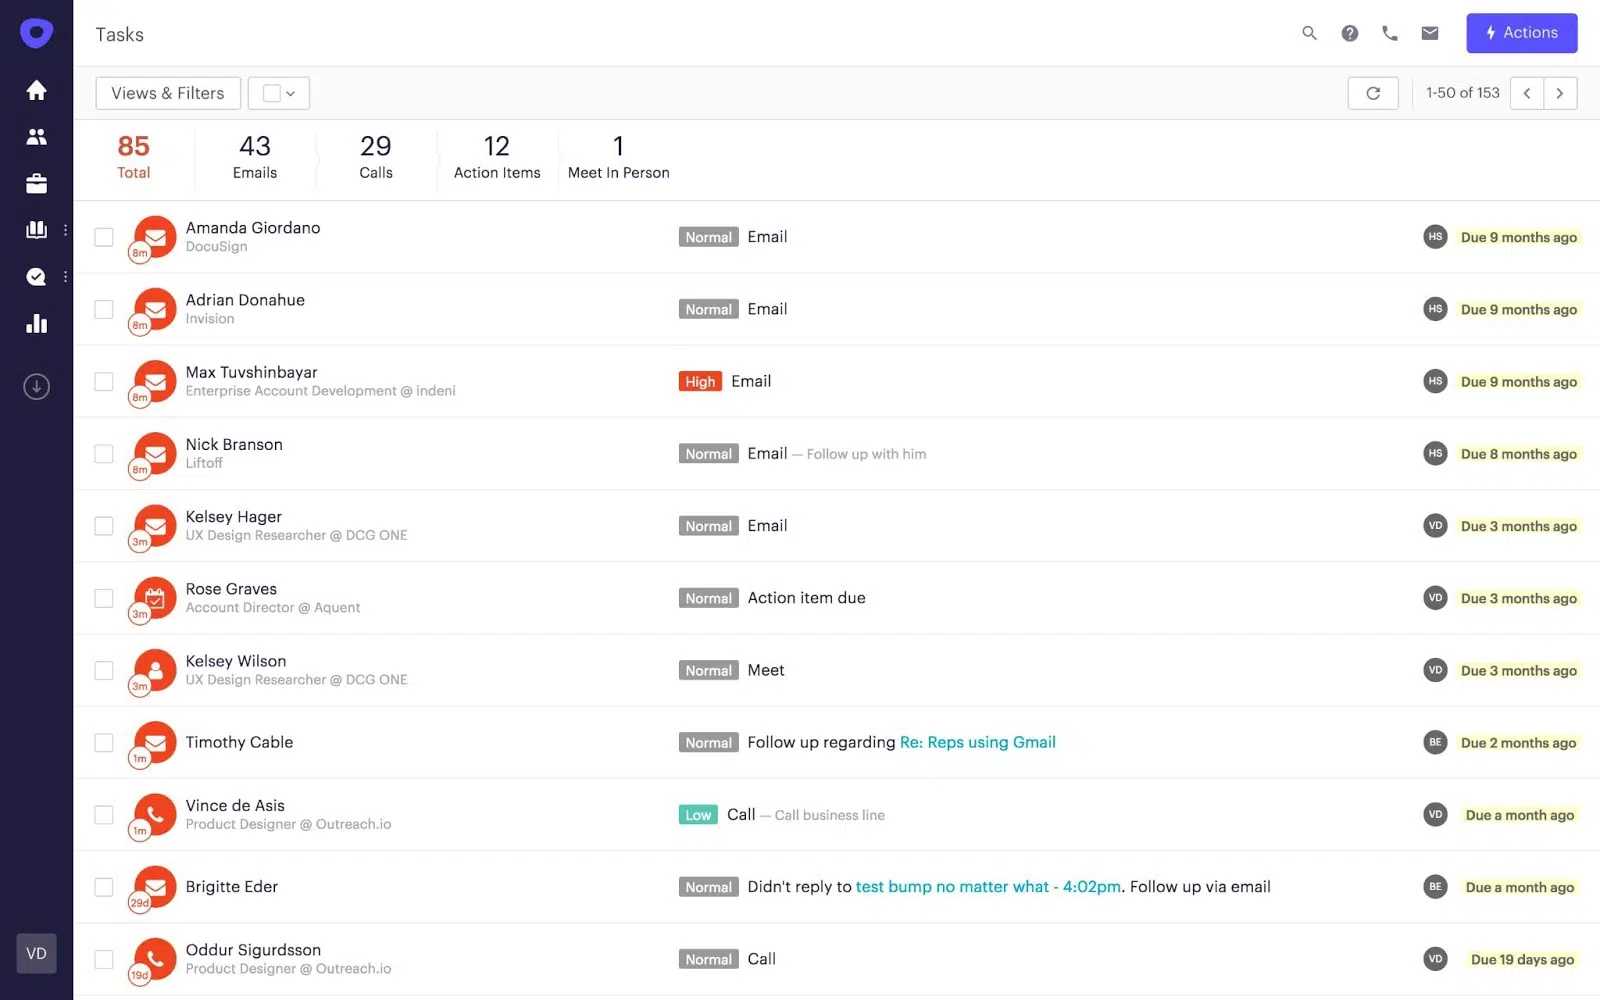 Tasks
Actions
Views & Filters
1-50 of 153
85 43 29 12 1
Total Emails Calls Action Items Meet In Person
Amanda Giordano
DocuSign
8m
Normal Email
HS Due 9 months ago
Adrian Donahue
Invision
8m
Normal Email
HS Due 9 months ago
Max Tuvshinbayar
Enterprise Account Development @ indeni
8m
High Email
HS Due 9 months ago
Nick Branson
Liftoff
8m
Normal Email — Follow up with him
HS Due 8 months ago
Kelsey Hager
UX Design Researcher @ DCG ONE
3m
Normal Email
VD Due 3 months ago
Rose Graves
Account Director @ Aquent
3m
Normal Action item due
VD Due 3 months ago
Kelsey Wilson
UX Design Researcher @ DCG ONE
3m
Normal Meet
VD Due 3 months ago
Timothy Cable
1m
Normal Follow up regarding Re: Reps using Gmail
BE Due 2 months ago
Vince de Asis
Product Designer @ Outreach.io
1m
Low Call — Call business line
VD Due a month ago
Brigitte Eder
29d
Normal Didn't reply to test bump no matter what - 4:02pm. Follow up via email
BE Due a month ago
Oddur Sigurdsson
Product Designer @ Outreach.io
19d
Normal Call
VD Due 19 days ago
VD